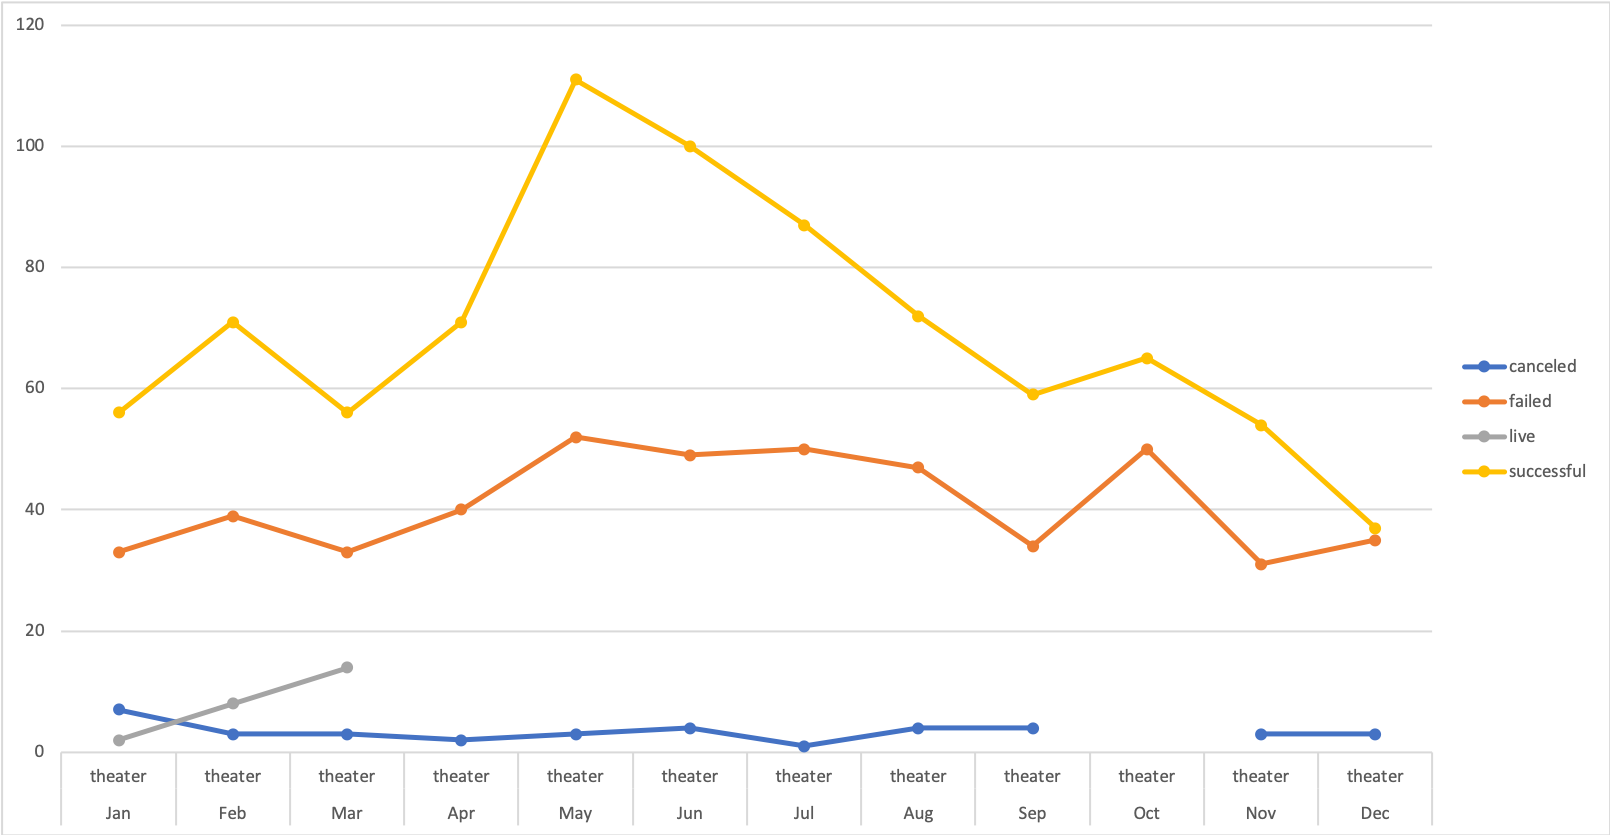 120
100
80
60
40
20
0
theater theater theater theater theater theater theater theater theater theater theater theater
Jan Feb Mar Apr May Jun Jul Aug Sep Oct Nov Dec
canceled
failed
live
successful